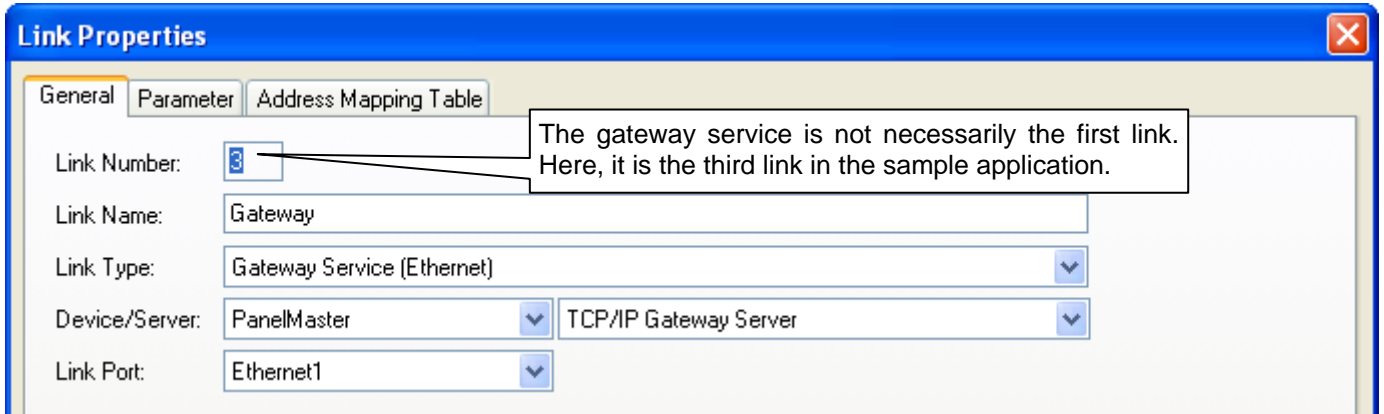 Link Properties
General Parameter Address Mapping Table
The gateway service is not necessarily the first link.
Here, it is the third link in the sample application.
Link Number: 3
Link Name: Gateway
Link Type: Gateway Service (Ethernet)
Device/Server: PanelMaster TCP/IP Gateway Server
Link Port: Ethernet1